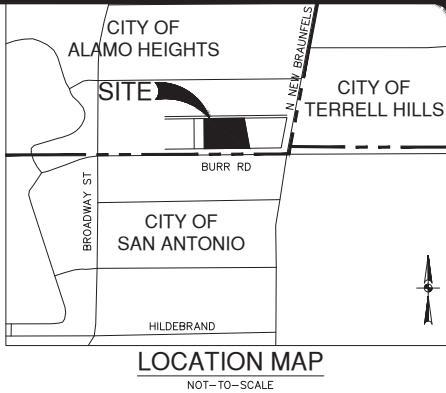 CITY OF
ALAMO HEIGHTS
N NEW BRAUNFELS
SITE
CITY OF
TERRELL HILLS
BURR RD
BROADWAY ST
CITY OF
SAN ANTONIO
HILDEBRAND
LOCATION MAP
NOT-TO-SCALE